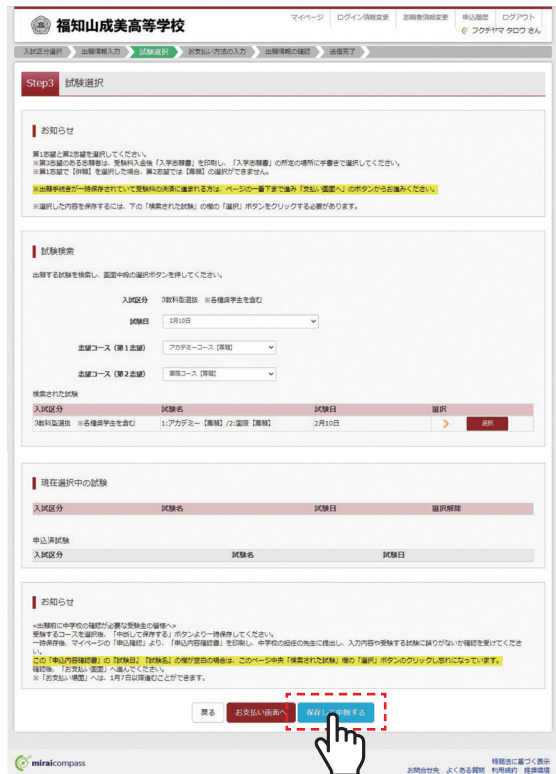 福知山成美高等学校
マイページ ログイン情報変更 志願者情報変更 申込履歴 ログアウト
フクチヤマ タロウ さん
入試区分選択 出願情報入力 試験選択 お支払い方法の入力 出願情報の確認 送信完了
Step3 試験選択
お知らせ
第1志望と第2志望を選択してください。
※第3志望のある志願者は、受験料入金後「入学志願書」を印刷し、「入学志願書」の所定の場所に手書きで選択してください。
※第1志望で【併願】を選択した場合、第2志望では【専願】の選択ができません。
※出願手続きが一時保存されていて受験料の決済に進まれる方は、ページの一番下まで進み「支払い画面へ」のボタンからお進みください。
※選択した内容を保存するには、下の「検索された試験」の欄の「選択」ボタンをクリックする必要があります。
試験検索
出願する試験を検索し、画面中段の選択ボタンを押してください。
入試区分 3教科型選抜 ※各種奨学生を含む
試験日 2月10日
志望コース（第1志望） アカデミーコース【専願】
志望コース（第2志望） 国際コース【専願】
検索された試験
入試区分 試験名 試験日 選択
3教科型選抜 ※各種奨学生を含む 1:アカデミー【専願】/2:国際【専願】 2月10日 選択
現在選択中の試験
入試区分 試験名 試験日 選択解除
申込済試験
入試区分 試験名 試験日
お知らせ
<出願前に中学校の確認が必要な受験生の皆様へ>
受験するコースを選択後、「中断して保存する」ボタンより一時保存してください。
一時保存後、マイページの「申込確認」より、「申込内容確認書」を印刷し、中学校の担任の先生に提出し、入力内容や受験する試験に誤りがないか確認を受けてくださ
い。
この「申込内容確認書」の『試験日』『試験名』の欄が空白の場合は、このページ中央「検索された試験」欄の「選択」ボタンのクリックし忘れになっています。
確認後、「お支払い画面」へ進んでください。
※「お支払い場面」へは、1月7日以降進むことができます。
戻る お支払い画面へ 保存して中断する
miraicompass
特商法に基づく表示
お問合せ先 よくある質問 利用規約 推奨環境